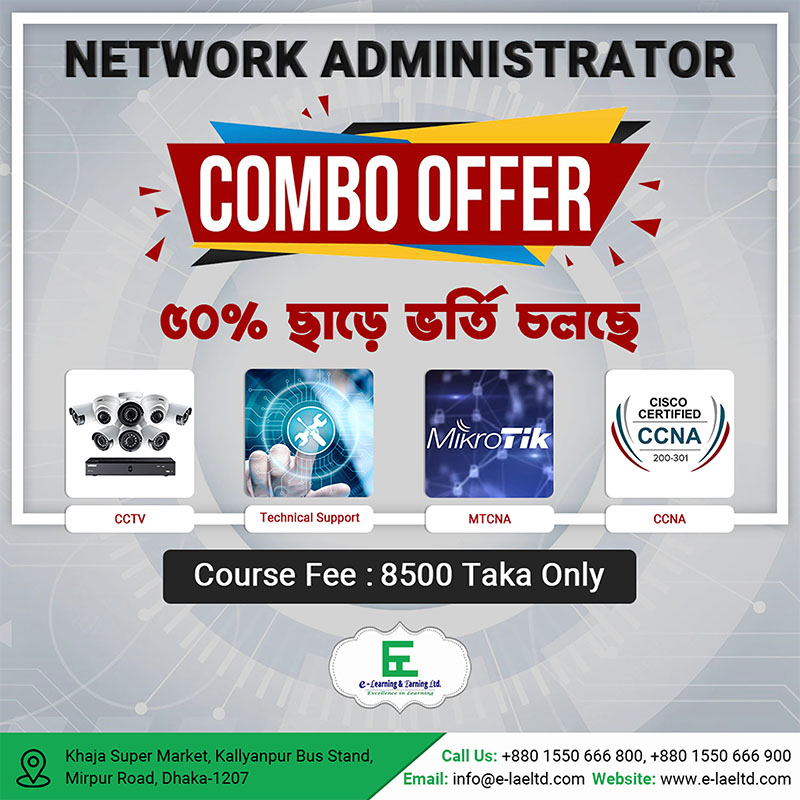 NETWORK ADMINISTRATOR
COMBO OFFER
৫০% ছাড়ে ভর্তি চলছে
MikroTik
CISCO
CERTIFIED
CCNA
200-301
CCTV
Technical Support
MTCNA
CCNA
Course Fee : 8500 Taka Only
e-Learning & Earning Ltd.
Excellence in Learning
Khaja Super Market, Kallyanpur Bus Stand,
Mirpur Road, Dhaka-1207
Call Us: +880 1550 666 800, +880 1550 666 900
Email: info@e-laeltd.com Website: www.e-laeltd.com